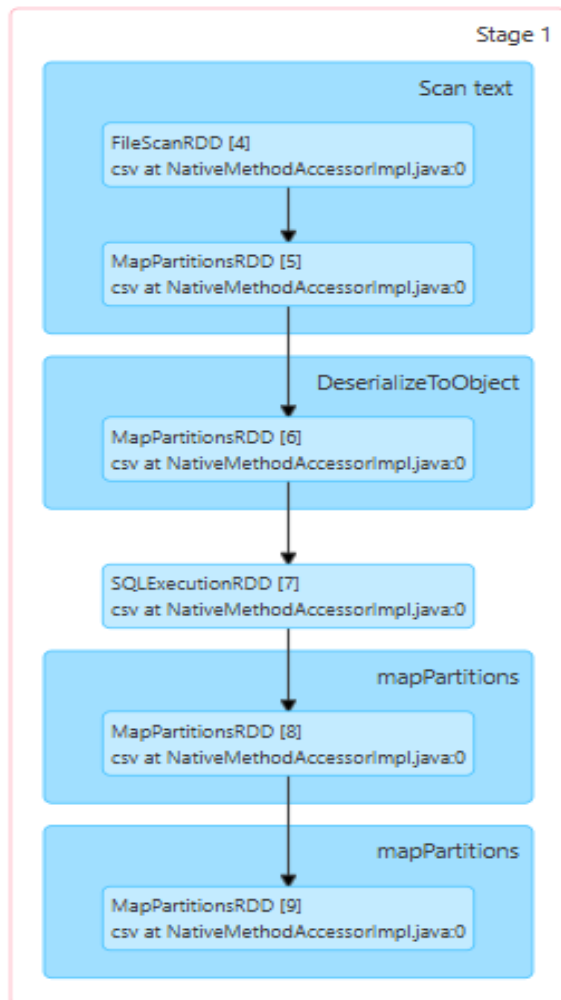 Stage 1
Scan text
FileScanRDD [4]
csv at NativeMethodAccessorImpl.java:0
MapPartitionsRDD [5]
csv at NativeMethodAccessorImpl.java:0
DeserializeToObject
MapPartitionsRDD [6]
csv at NativeMethodAccessorImpl.java:0
SQLExecutionRDD [7]
csv at NativeMethodAccessorImpl.java:0
mapPartitions
MapPartitionsRDD [8]
csv at NativeMethodAccessorImpl.java:0
mapPartitions
MapPartitionsRDD [9]
csv at NativeMethodAccessorImpl.java:0